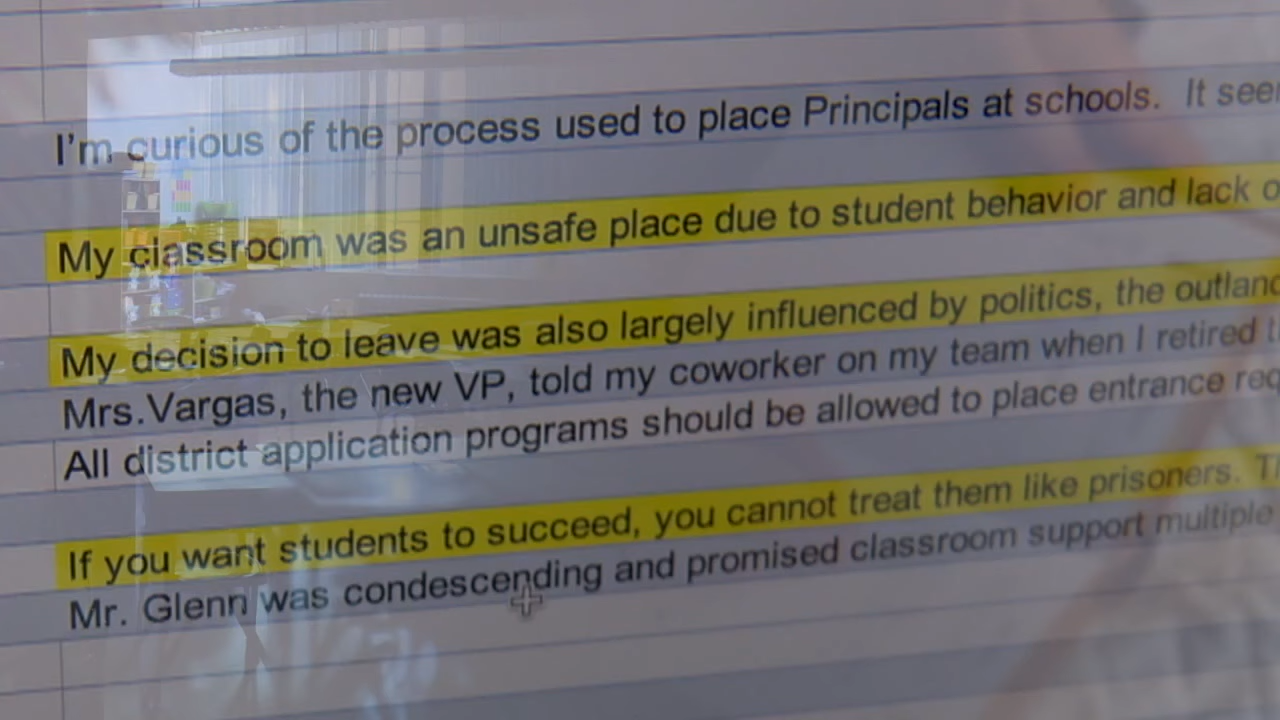 I'm curious of the process used to place Principals at schools. It
My classroom was an unsafe place due to student behavior and lack
My decision to leave was also largely influenced by politics, the
Mrs.Vargas, the new VP, told my coworker on my team when I retired
All district application programs should be allowed to place entrance
If you want students to succeed, you cannot treat them like prisoners.
Mr. Glenn was condescending and promised classroom support multiple